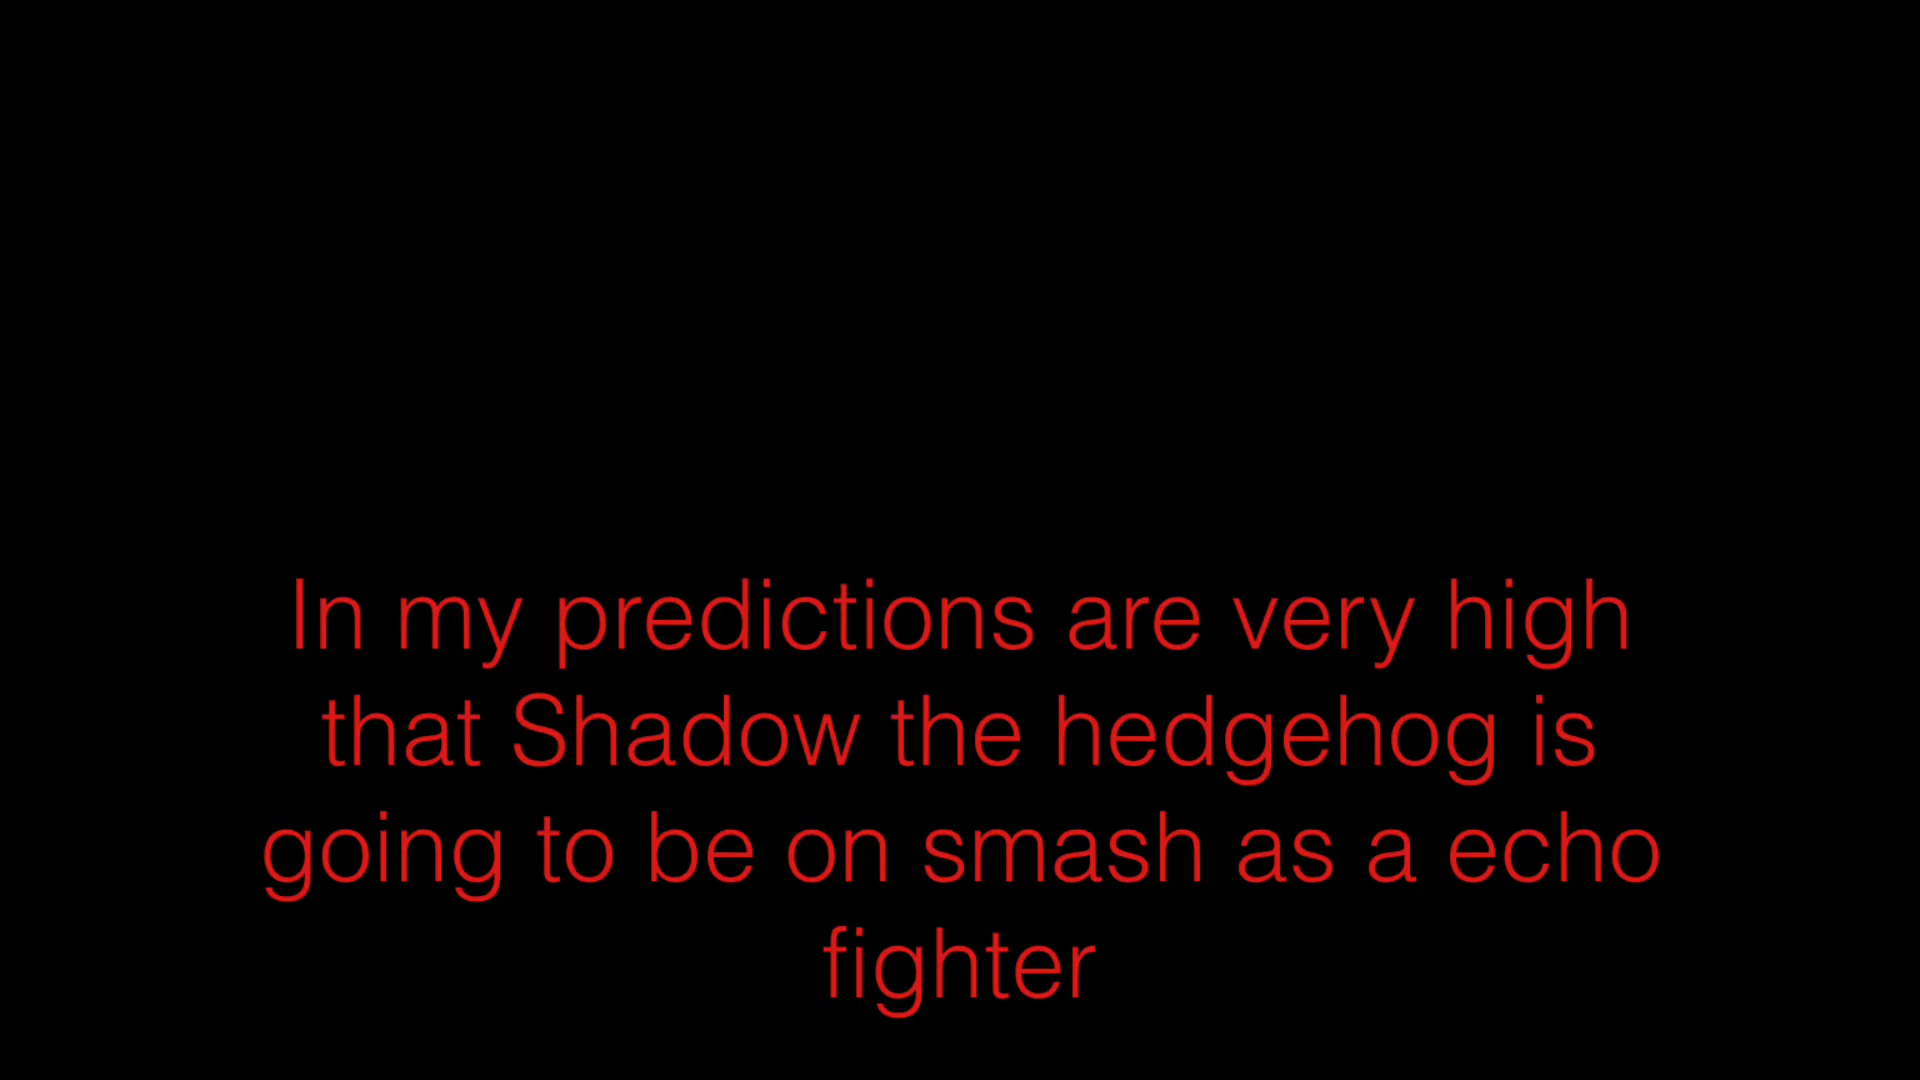 In my predictions are very high
that Shadow the hedgehog is
going to be on smash as a echo
fighter